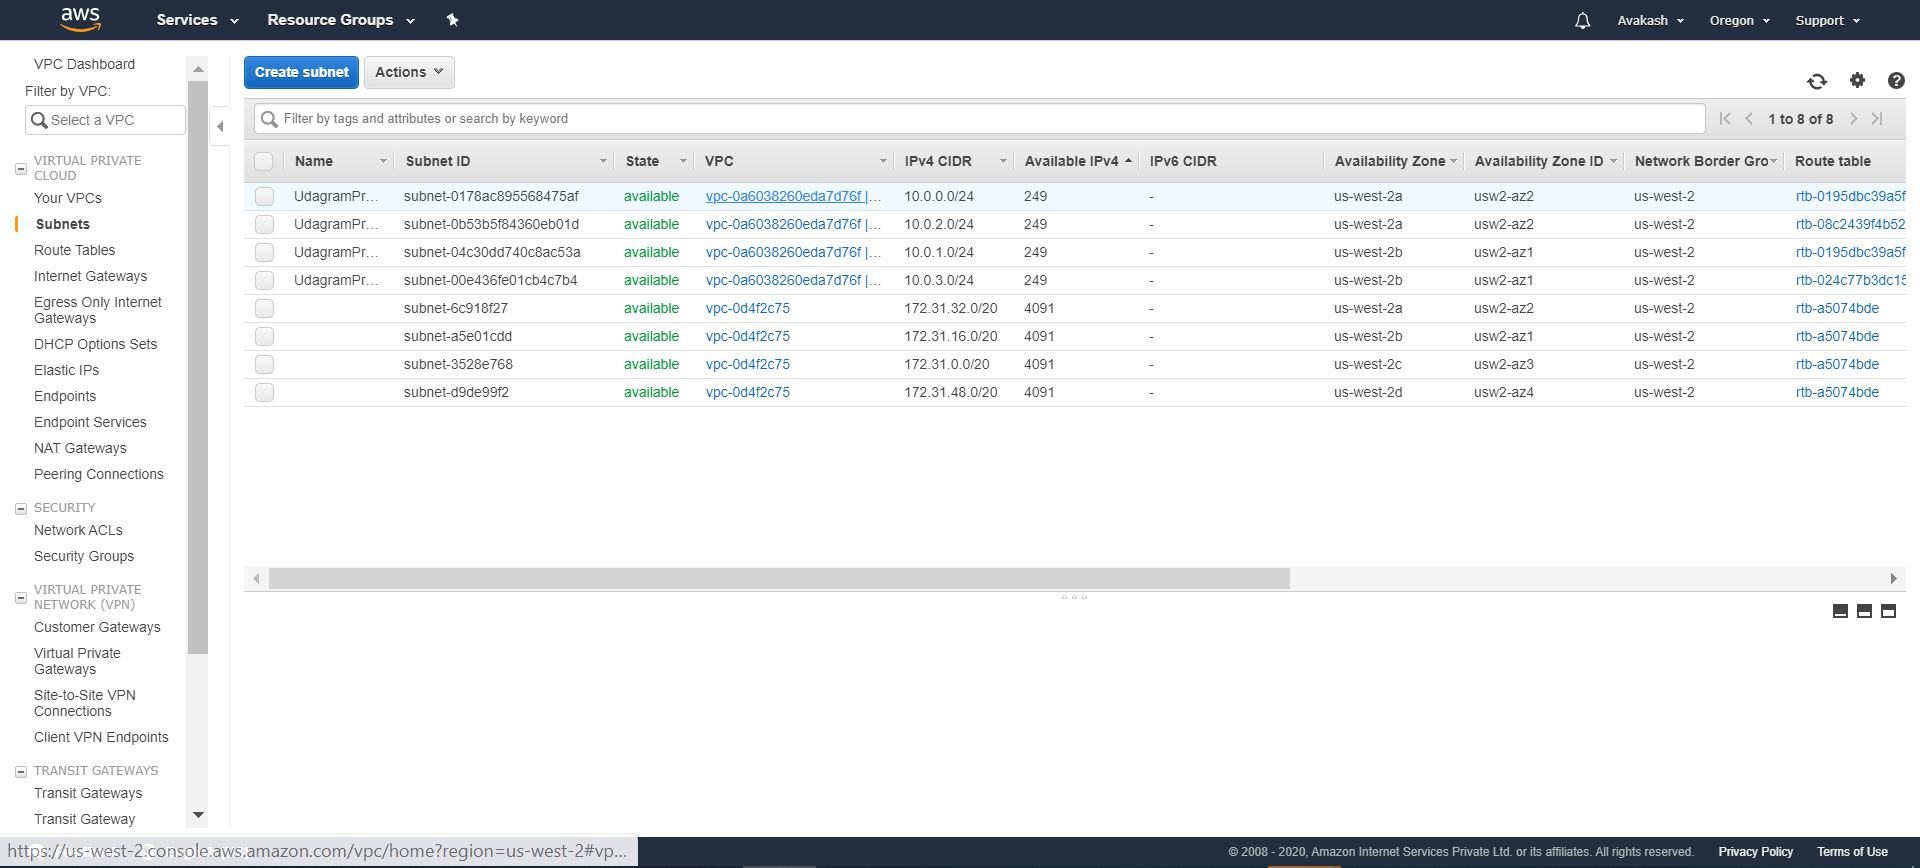 aws Services Resource Groups Avakash Oregon Support
VPC Dashboard
Filter by VPC:
Select a VPC
VIRTUAL PRIVATE
CLOUD
Your VPCs
Subnets
Route Tables
Internet Gateways
Egress Only Internet
Gateways
DHCP Options Sets
Elastic IPs
Endpoints
Endpoint Services
NAT Gateways
Peering Connections
SECURITY
Network ACLs
Security Groups
VIRTUAL PRIVATE
NETWORK (VPN)
Customer Gateways
Virtual Private
Gateways
Site-to-Site VPN
Connections
Client VPN Endpoints
TRANSIT GATEWAYS
Transit Gateways
Transit Gateway
Create subnet Actions
Filter by tags and attributes or search by keyword 1 to 8 of 8
Name Subnet ID State VPC IPv4 CIDR Available IPv4 IPv6 CIDR Availability Zone Availability Zone ID Network Border Gro Route table
UdagramPr... subnet-0178ac895568475af available vpc-0a6038260eda7d76f |... 10.0.0.0/24 249 - us-west-2a usw2-az2 us-west-2 rtb-0195dbc39a5f
UdagramPr... subnet-0b53b5f84360eb01d available vpc-0a6038260eda7d76f |... 10.0.2.0/24 249 - us-west-2a usw2-az2 us-west-2 rtb-08c2439f4b52
UdagramPr... subnet-04c30dd740c8ac53a available vpc-0a6038260eda7d76f |... 10.0.1.0/24 249 - us-west-2b usw2-az1 us-west-2 rtb-0195dbc39a5f
UdagramPr... subnet-00e436fe01cb4c7b4 available vpc-0a6038260eda7d76f |... 10.0.3.0/24 249 - us-west-2b usw2-az1 us-west-2 rtb-024c77b3dc15
subnet-6c918f27 available vpc-0d4f2c75 172.31.32.0/20 4091 - us-west-2a usw2-az2 us-west-2 rtb-a5074bde
subnet-a5e01cdd available vpc-0d4f2c75 172.31.16.0/20 4091 - us-west-2b usw2-az1 us-west-2 rtb-a5074bde
subnet-3528e768 available vpc-0d4f2c75 172.31.0.0/20 4091 - us-west-2c usw2-az3 us-west-2 rtb-a5074bde
subnet-d9de99f2 available vpc-0d4f2c75 172.31.48.0/20 4091 - us-west-2d usw2-az4 us-west-2 rtb-a5074bde
https://us-west-2.console.aws.amazon.com/vpc/home?region=us-west-2#vp...
© 2008 - 2020, Amazon Internet Services Private Ltd. or its affiliates. All rights reserved. Privacy Policy Terms of Use